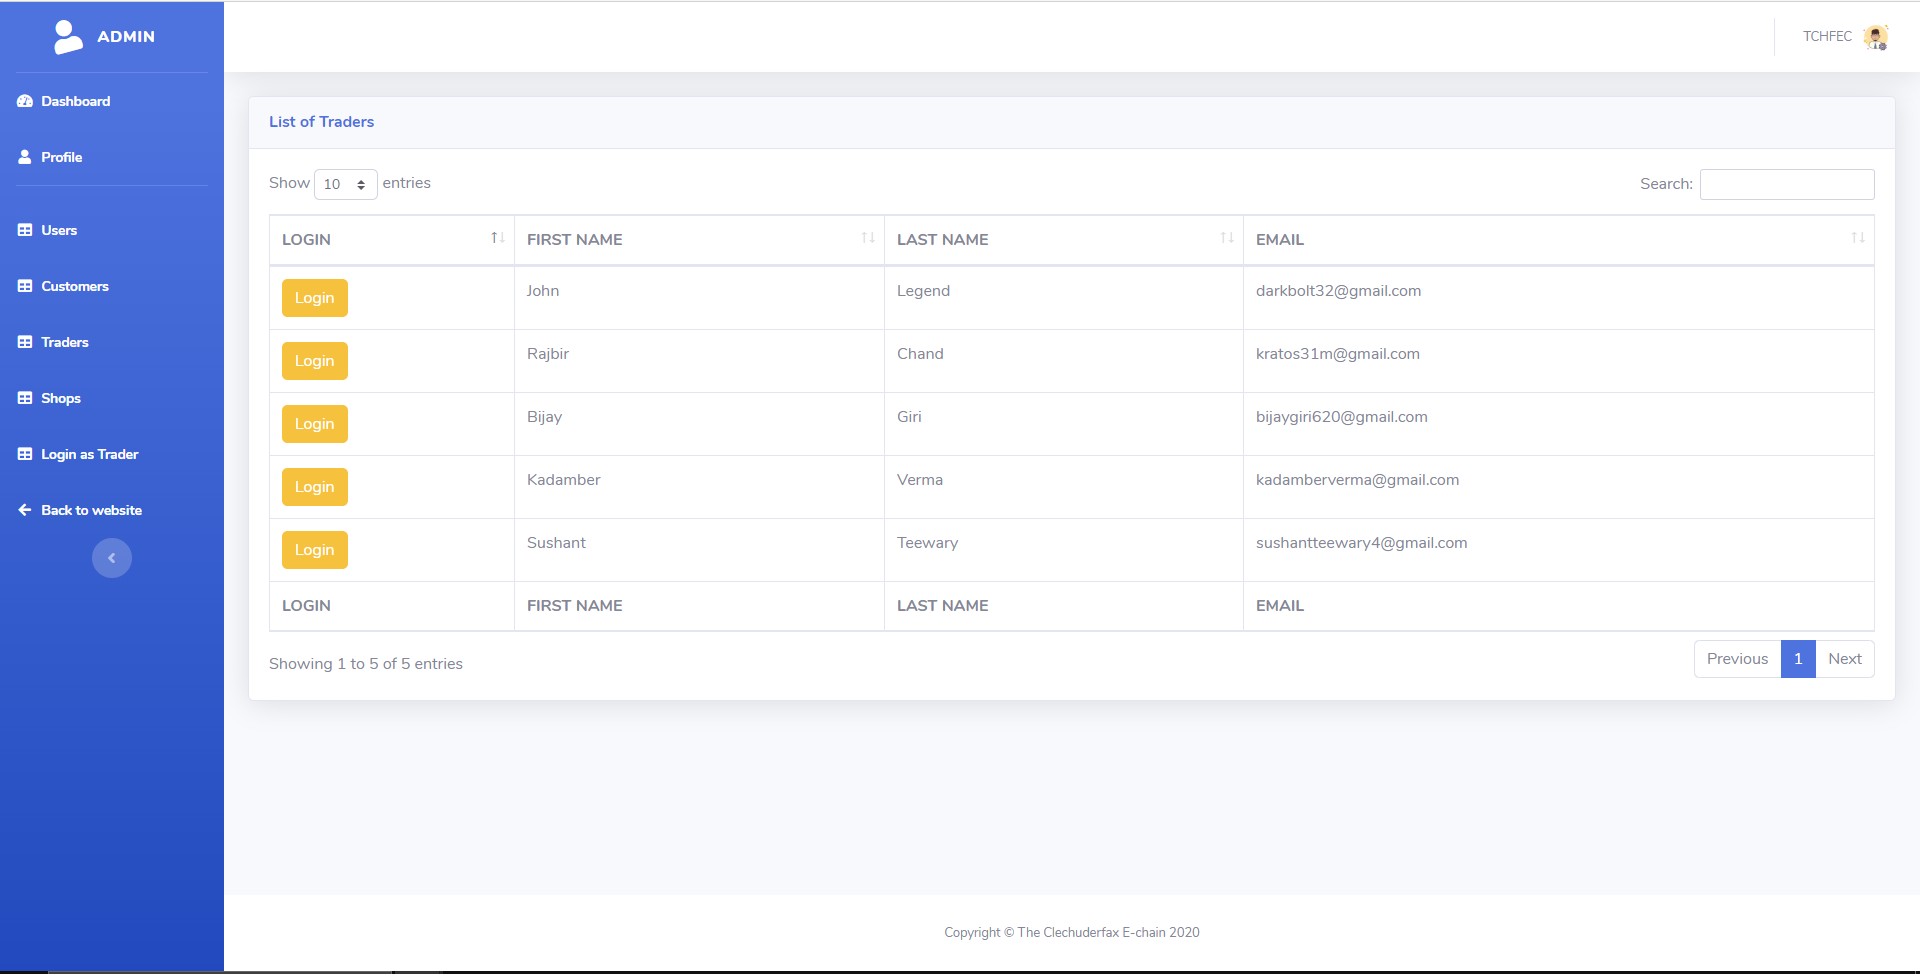 ADMIN
TCHFEC
Dashboard
Profile
Users
Customers
Traders
Shops
Login as Trader
Back to website
List of Traders
Show 10 entries
Search:
LOGIN FIRST NAME LAST NAME EMAIL
Login John Legend darkbolt32@gmail.com
Login Rajbir Chand kratos31m@gmail.com
Login Bijay Giri bijaygiri620@gmail.com
Login Kadamber Verma kadamberverma@gmail.com
Login Sushant Teewary sushantteewary4@gmail.com
LOGIN FIRST NAME LAST NAME EMAIL
Showing 1 to 5 of 5 entries
Previous 1 Next
Copyright © The Clechuderfax E-chain 2020